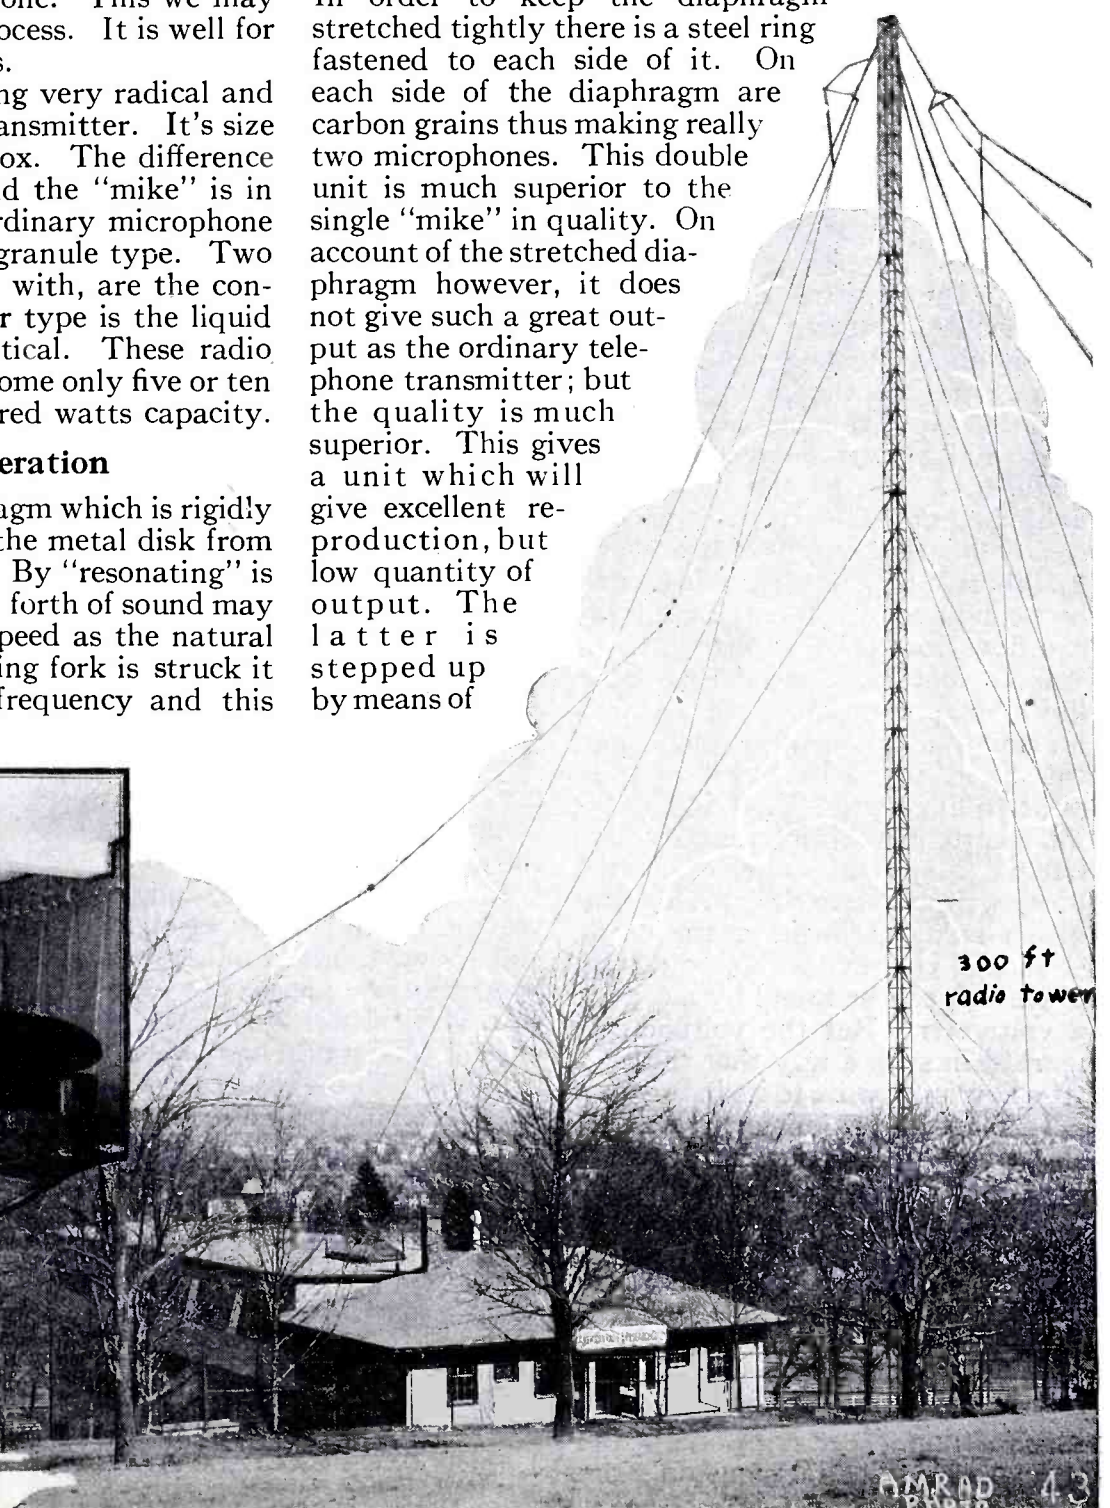 one. This we may
ocess. It is well for
s.
ng very radical and
ansmitter. It's size
ox. The difference
d the “mike” is in
rdinary microphone
granule type. Two
with, are the con-
r type is the liquid
tical. These radio
ome only five or ten
red watts capacity.
eration
agm which is rigidly
the metal disk from
By “resonating” is
forth of sound may
peed as the natural
ing fork is struck it
frequency and this
In order to keep the diaphragm
stretched tightly there is a steel ring
fastened to each side of it. On
each side of the diaphragm are
carbon grains thus making really
two microphones. This double
unit is much superior to the
single “mike” in quality. On
account of the stretched dia-
phragm however, it does
not give such a great out-
put as the ordinary tele-
phone transmitter; but
the quality is much
superior. This gives
a unit which will
give excellent re-
production, but
low quantity of
output. The
latter is
stepped up
by means of
300 ft
radio tower
AMRAD 43